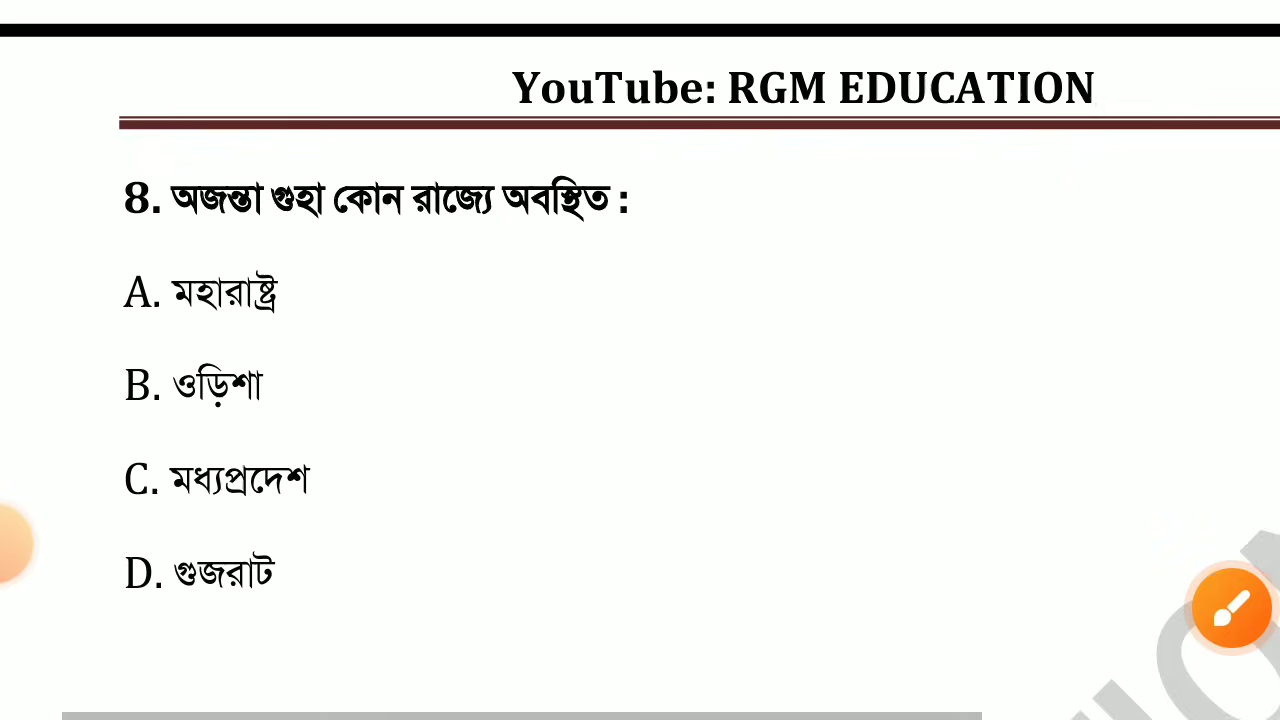 YouTube: RGM EDUCATION
8. অজন্তা গুহা কোন রাজ্যে অবস্থিত :
A. মহারাষ্ট্র
B. ওড়িশা
C. মধ্যপ্রদেশ
D. গুজরাট